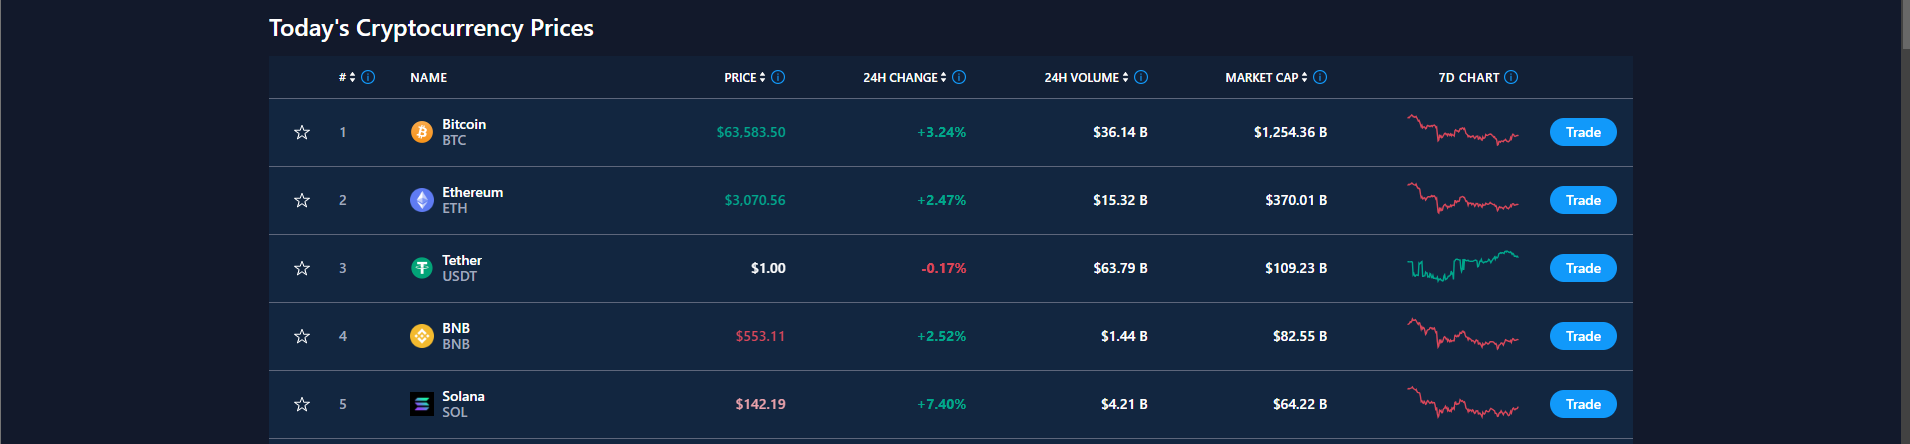 Today's Cryptocurrency Prices
# NAME PRICE 24H CHANGE 24H VOLUME MARKET CAP 7D CHART
1 Bitcoin BTC $63,583.50 +3.24% $36.14 B $1,254.36 B Trade
2 Ethereum ETH $3,070.56 +2.47% $15.32 B $370.01 B Trade
3 Tether USDT $1.00 -0.17% $63.79 B $109.23 B Trade
4 BNB BNB $553.11 +2.52% $1.44 B $82.55 B Trade
5 Solana SOL $142.19 +7.40% $4.21 B $64.22 B Trade